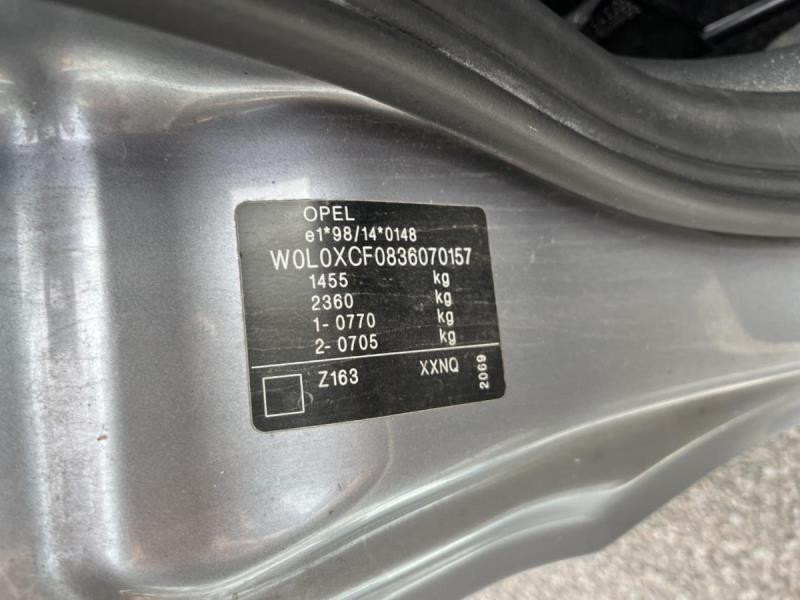 OPEL
e1*98/14*0148
W0L0XCF0836070157
1455 kg
2360 kg
1- 0770 kg
2- 0705 kg
Z163 XXNQ 2069